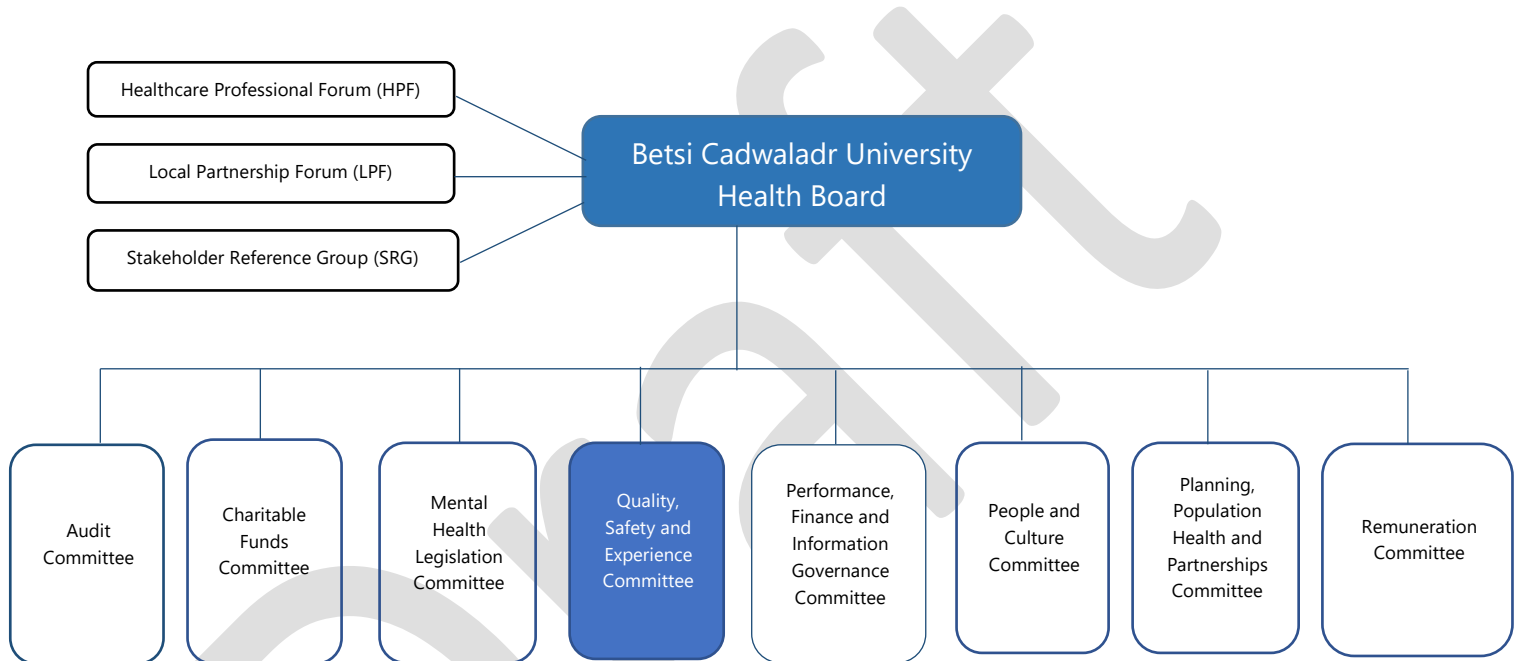 Healthcare Professional Forum (HPF)
Local Partnership Forum (LPF)
Stakeholder Reference Group (SRG)
Betsi Cadwaladr University
Health Board
Audit
Committee
Charitable
Funds
Committee
Mental
Health
Legislation
Committee
Quality,
Safety and
Experience
Committee
Performance,
Finance and
Information
Governance
Committee
People and
Culture
Committee
Planning,
Population
Health and
Partnerships
Committee
Remuneration
Committee
Draft